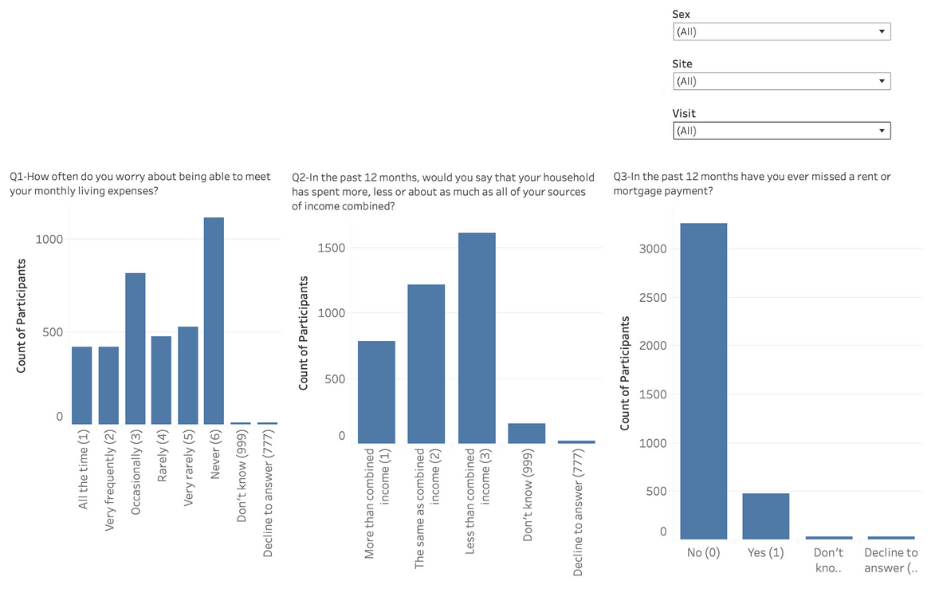 Sex
(All)
Site
(All)
Visit
(All)
Q1-How often do you worry about being able to meet
your monthly living expenses?
Count of Participants
1000
500
0
All the time (1)
Very frequently (2)
Occasionally (3)
Rarely (4)
Very rarely (5)
Never (6)
Don't know (999)
Decline to answer (777)
Q2-In the past 12 months, would you say that your household
has spent more, less or about as much as all of your sources
of income combined?
Count of Participants
1500
1000
500
0
More than combined
income (1)
The same as combined
income (2)
Less than combined
income (3)
Don't know (999)
Decline to answer (777)
Q3-In the past 12 months have you ever missed a rent or
mortgage payment?
Count of Participants
3000
2500
2000
1500
1000
500
0
No (0)
Yes (1)
Don't
kno..
Decline to
answer (..